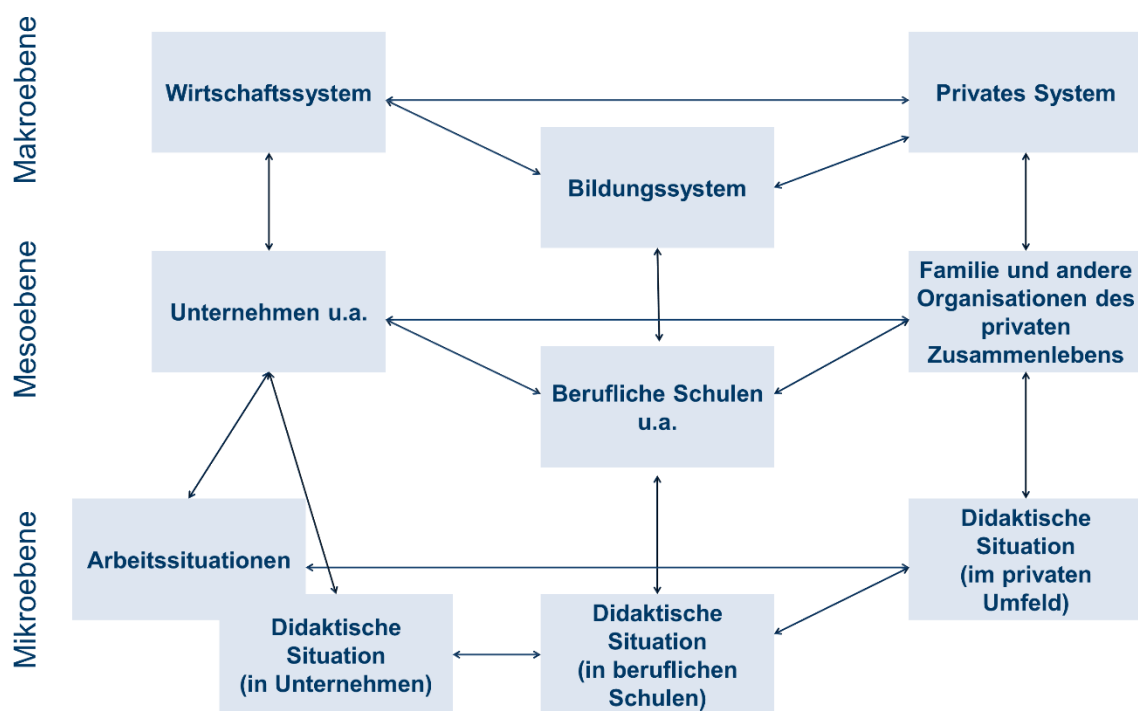 Makroebene
Wirtschaftssystem
Privates System
Bildungssystem
Mesoebene
Unternehmen u.a.
Familie und andere
Organisationen des
privaten
Zusammenlebens
Berufliche Schulen
u.a.
Mikroebene
Arbeitssituationen
Didaktische
Situation
(in Unternehmen)
Didaktische
Situation
(in beruflichen
Schulen)
Didaktische
Situation
(im privaten
Umfeld)